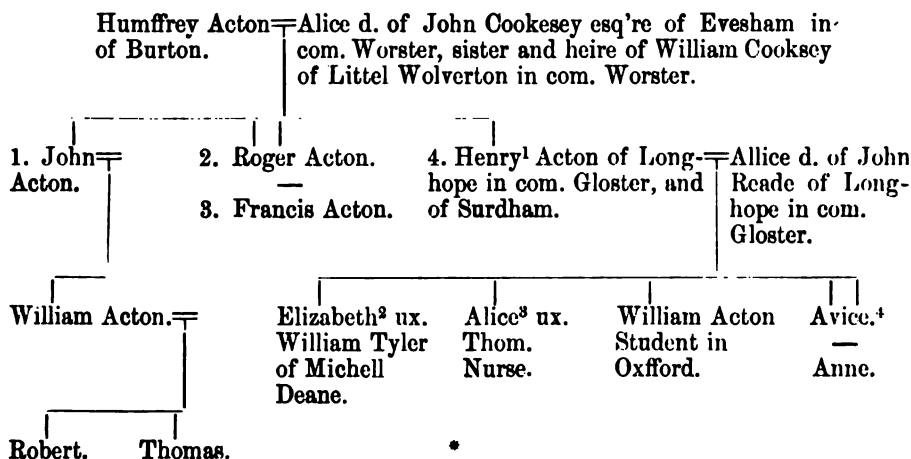 Humffrey Acton
of Burton.
Alice d. of John Cookesey esq're of Evesham in
com. Worster, sister and heire of William Cooksey
of Littel Wolverton in com. Worster.
1. John
Acton.
2. Roger Acton.
—
3. Francis Acton.
4. Henry¹ Acton of Long-
hope in com. Gloster, and
of Surdham.
Allice d. of John
Reade of Long-
hope in com.
Gloster.
William Acton.
Elizabeth² ux.
William Tyler
of Michell
Deane.
Alice³ ux.
Thom.
Nurse.
William Acton
Student in
Oxfford.
Avice.⁴
—
Anne.
Robert.
Thomas.
*